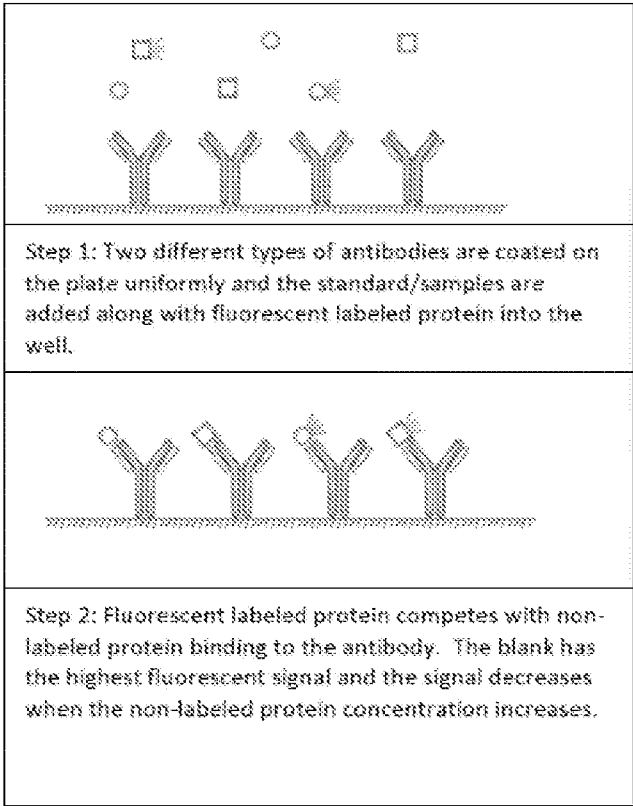 Step 1: Two different types of antibodies are coated on
the plate uniformly and the standard/samples are
added along with fluorescent labeled protein into the
well.
Step 2: Fluorescent labeled protein competes with non-
labeled protein binding to the antibody.  The blank has
the highest fluorescent signal and the signal decreases
when the non-labeled protein concentration increases.